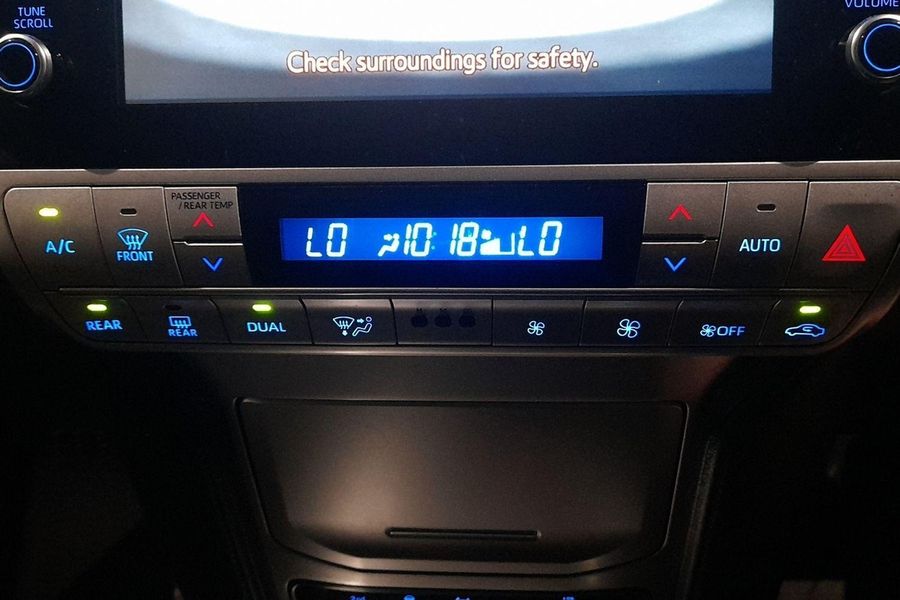 TUNE
SCROLL
VOLUME
Check surroundings for safety.
A/C
FRONT
PASSENGER
/REAR TEMP
LO 10:18 LO
AUTO
REAR
REAR
DUAL
OFF